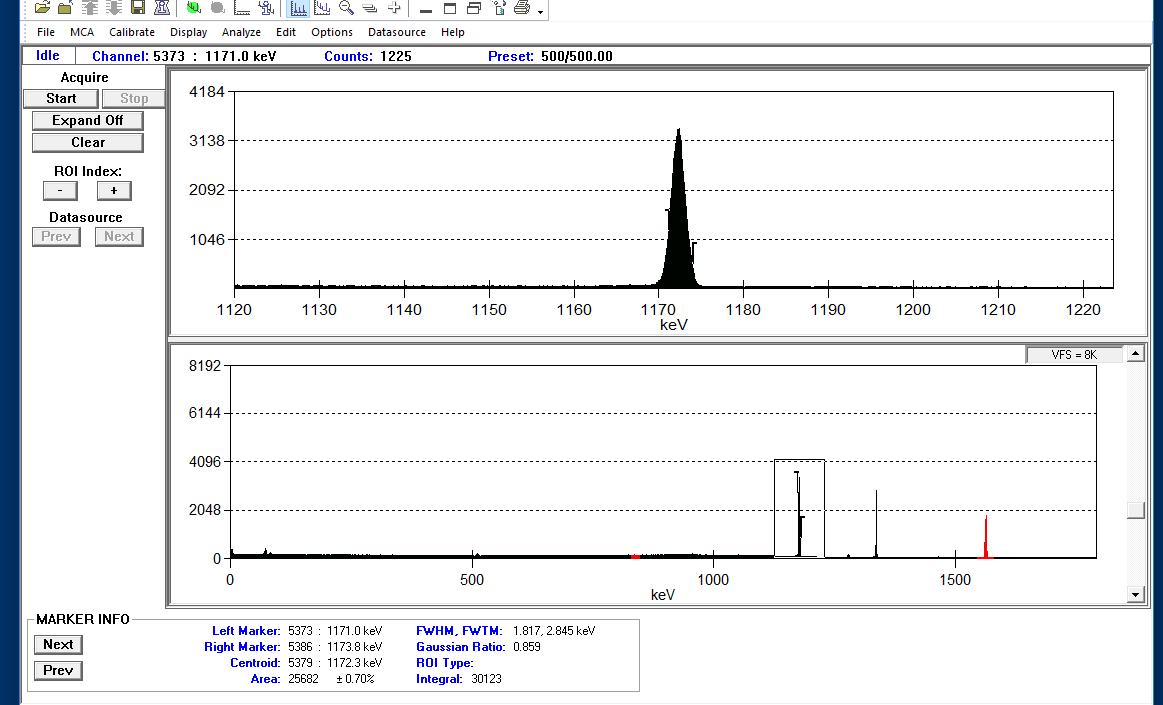 File MCA Calibrate Display Analyze Edit Options Datasource Help
Idle Channel: 5373 : 1171.0 keV Counts: 1225 Preset: 500/500.00
Acquire
Start Stop
Expand Off
Clear
ROI Index:
- +
Datasource
Prev Next
4184
3138
2092
1046
1120 1130 1140 1150 1160 1170 1180 1190 1200 1210 1220
keV
VFS = 8K
8192
6144
4096
2048
0
0 500 1000 1500
keV
MARKER INFO
Next
Prev
Left Marker: 5373 : 1171.0 keV FWHM, FWTM: 1.817, 2.845 keV
Right Marker: 5386 : 1173.8 keV Gaussian Ratio: 0.859
Centroid: 5379 : 1172.3 keV ROI Type:
Area: 25682 ± 0.70% Integral: 30123